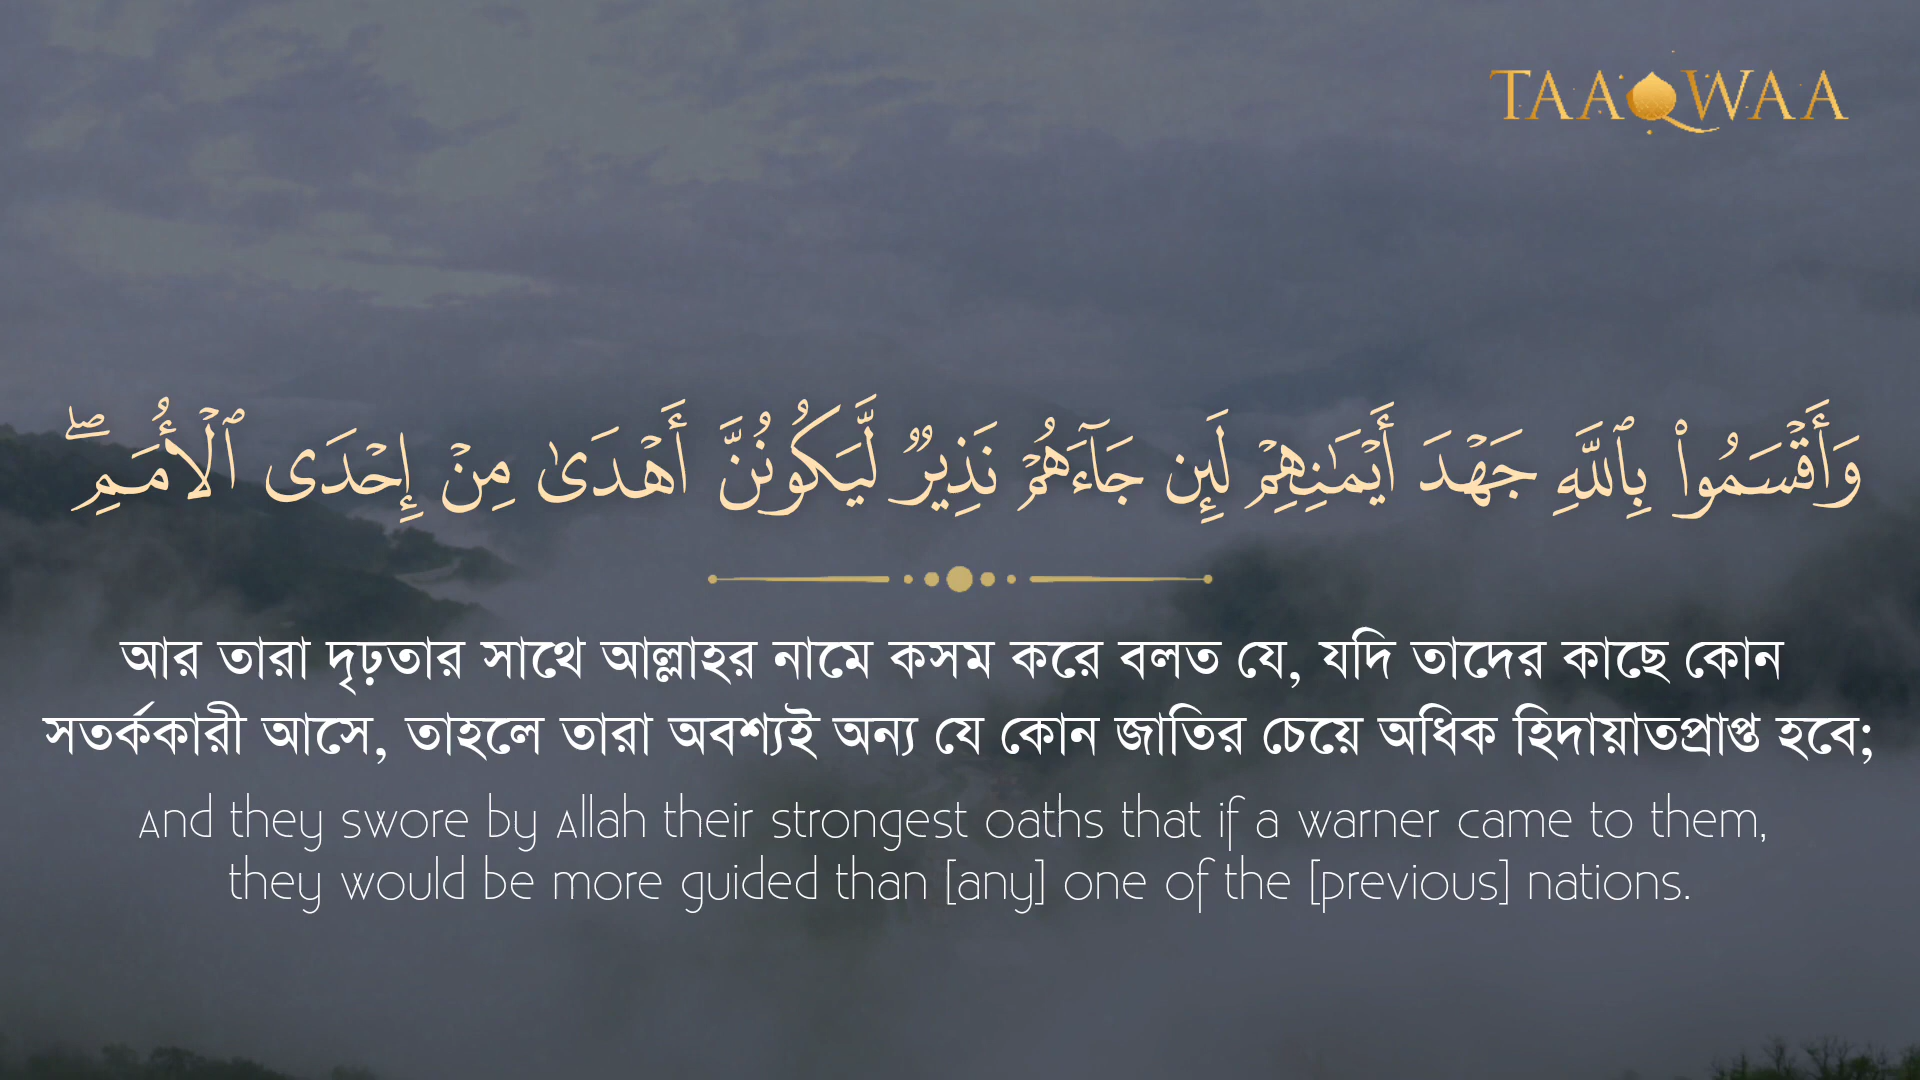 TAAQWAA
وَأَقْسَمُوا۟ بِٱللَّهِ جَهْدَ أَيْمَـٰنِهِمْ لَئِن جَآءَهُمْ نَذِيرٌ لَّيَكُونُنَّ أَهْدَىٰ مِنْ إِحْدَى ٱلْأُمَمِ ۖ
আর তারা দৃঢ়তার সাথে আল্লাহর নামে কসম করে বলত যে, যদি তাদের কাছে কোন
সতর্ককারী আসে, তাহলে তারা অবশ্যই অন্য যে কোন জাতির চেয়ে অধিক হিদায়াতপ্রাপ্ত হবে;
And they swore by Allah their strongest oaths that if a warner came to them,
they would be more guided than [any] one of the [previous] nations.